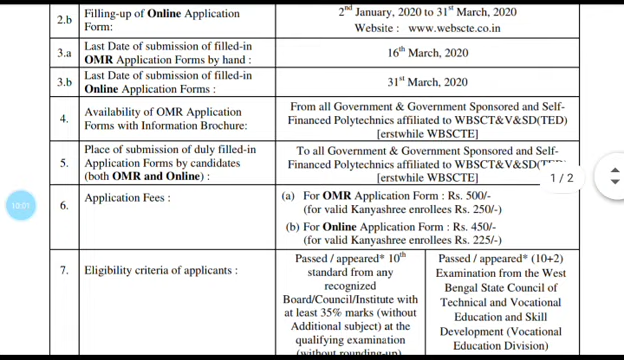 2.b Filling-up of Online Application Form: 2nd January, 2020 to 31st March, 2020
Website : www.webscte.co.in
3.a Last Date of submission of filled-in OMR Application Forms by hand : 16th March, 2020
3.b Last Date of submission of filled-in Online Application Forms : 31st March, 2020
4. Availability of OMR Application Forms with Information Brochure:
From all Government & Government Sponsored and Self-
Financed Polytechnics affiliated to WBSCT&V&SD(TED)
[erstwhile WBSCTE]
5. Place of submission of duly filled-in
Application Forms by candidates
(both OMR and Online) :
To all Government & Government Sponsored and Self-
Financed Polytechnics affiliated to WBSCT&V&SD(
[erstwhile WBSCTE]
1 / 2
10:01
6. Application Fees :
(a) For OMR Application Form : Rs. 500/-
(for valid Kanyashree enrollees Rs. 250/-)
(b) For Online Application Form : Rs. 450/-
(for valid Kanyashree enrollees Rs. 225/-)
7. Eligibility criteria of applicants :
Passed / appeared* 10th
standard from any
recognized
Board/Council/Institute with
at least 35% marks (without
Additional subject) at the
qualifying examination
(without rounding-up)
Passed / appeared* (10+2)
Examination from the West
Bengal State Council of
Technical and Vocational
Education and Skill
Development (Vocational
Education Division)